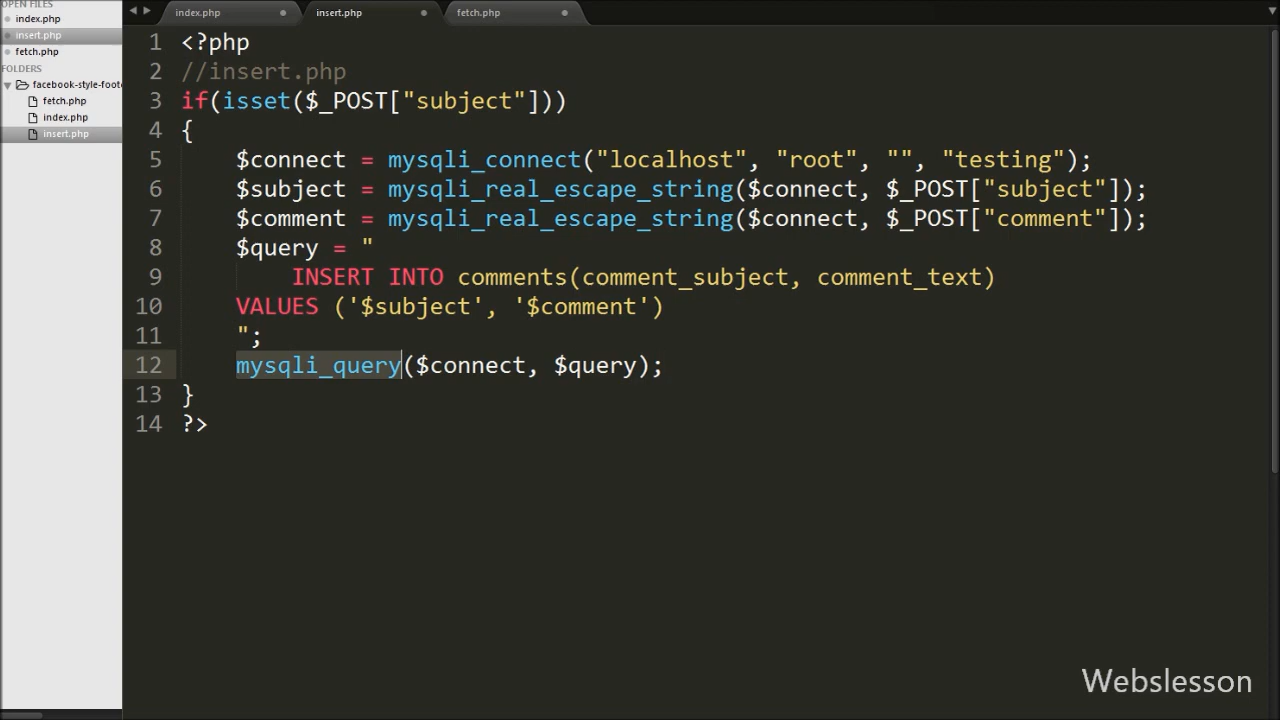 OPEN FILES
index.php
insert.php
fetch.php
FOLDERS
facebook-style-foote
fetch.php
index.php
insert.php
index.php
insert.php
fetch.php
1 <?php
2 //insert.php
3 if(isset($_POST["subject"]))
4 {
5 $connect = mysqli_connect("localhost", "root", "", "testing");
6 $subject = mysqli_real_escape_string($connect, $_POST["subject"]);
7 $comment = mysqli_real_escape_string($connect, $_POST["comment"]);
8 $query = "
9 INSERT INTO comments(comment_subject, comment_text)
10 VALUES ('$subject', '$comment')
11 ";
12 mysqli_query($connect, $query);
13 }
14 ?>
Webslesson